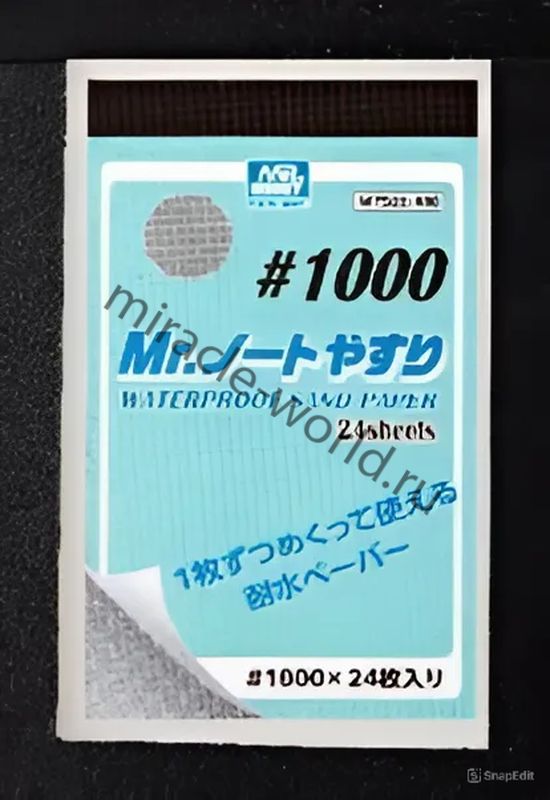 #1000
Mr.ノートやすり
WATERPROOF SAND PAPER
24sheets
1枚ずつめくって使える
耐水ペーパー
#1000×24枚入り
miracle-world.ru
SnapEdit